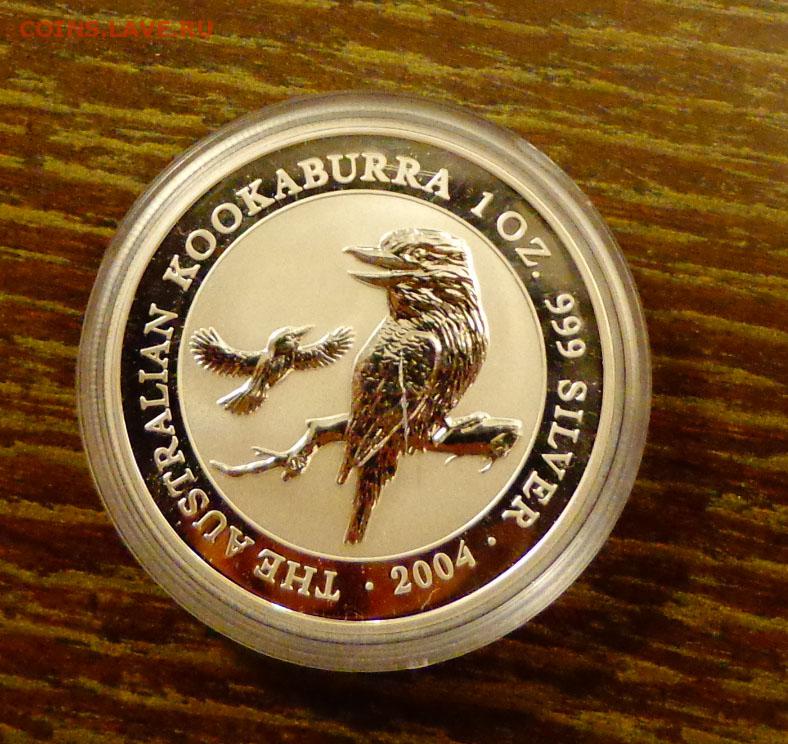 COINS.LAVE.RU
THE AUSTRALIAN KOOKABURRA 1 OZ. 999 SILVER · 2004 ·